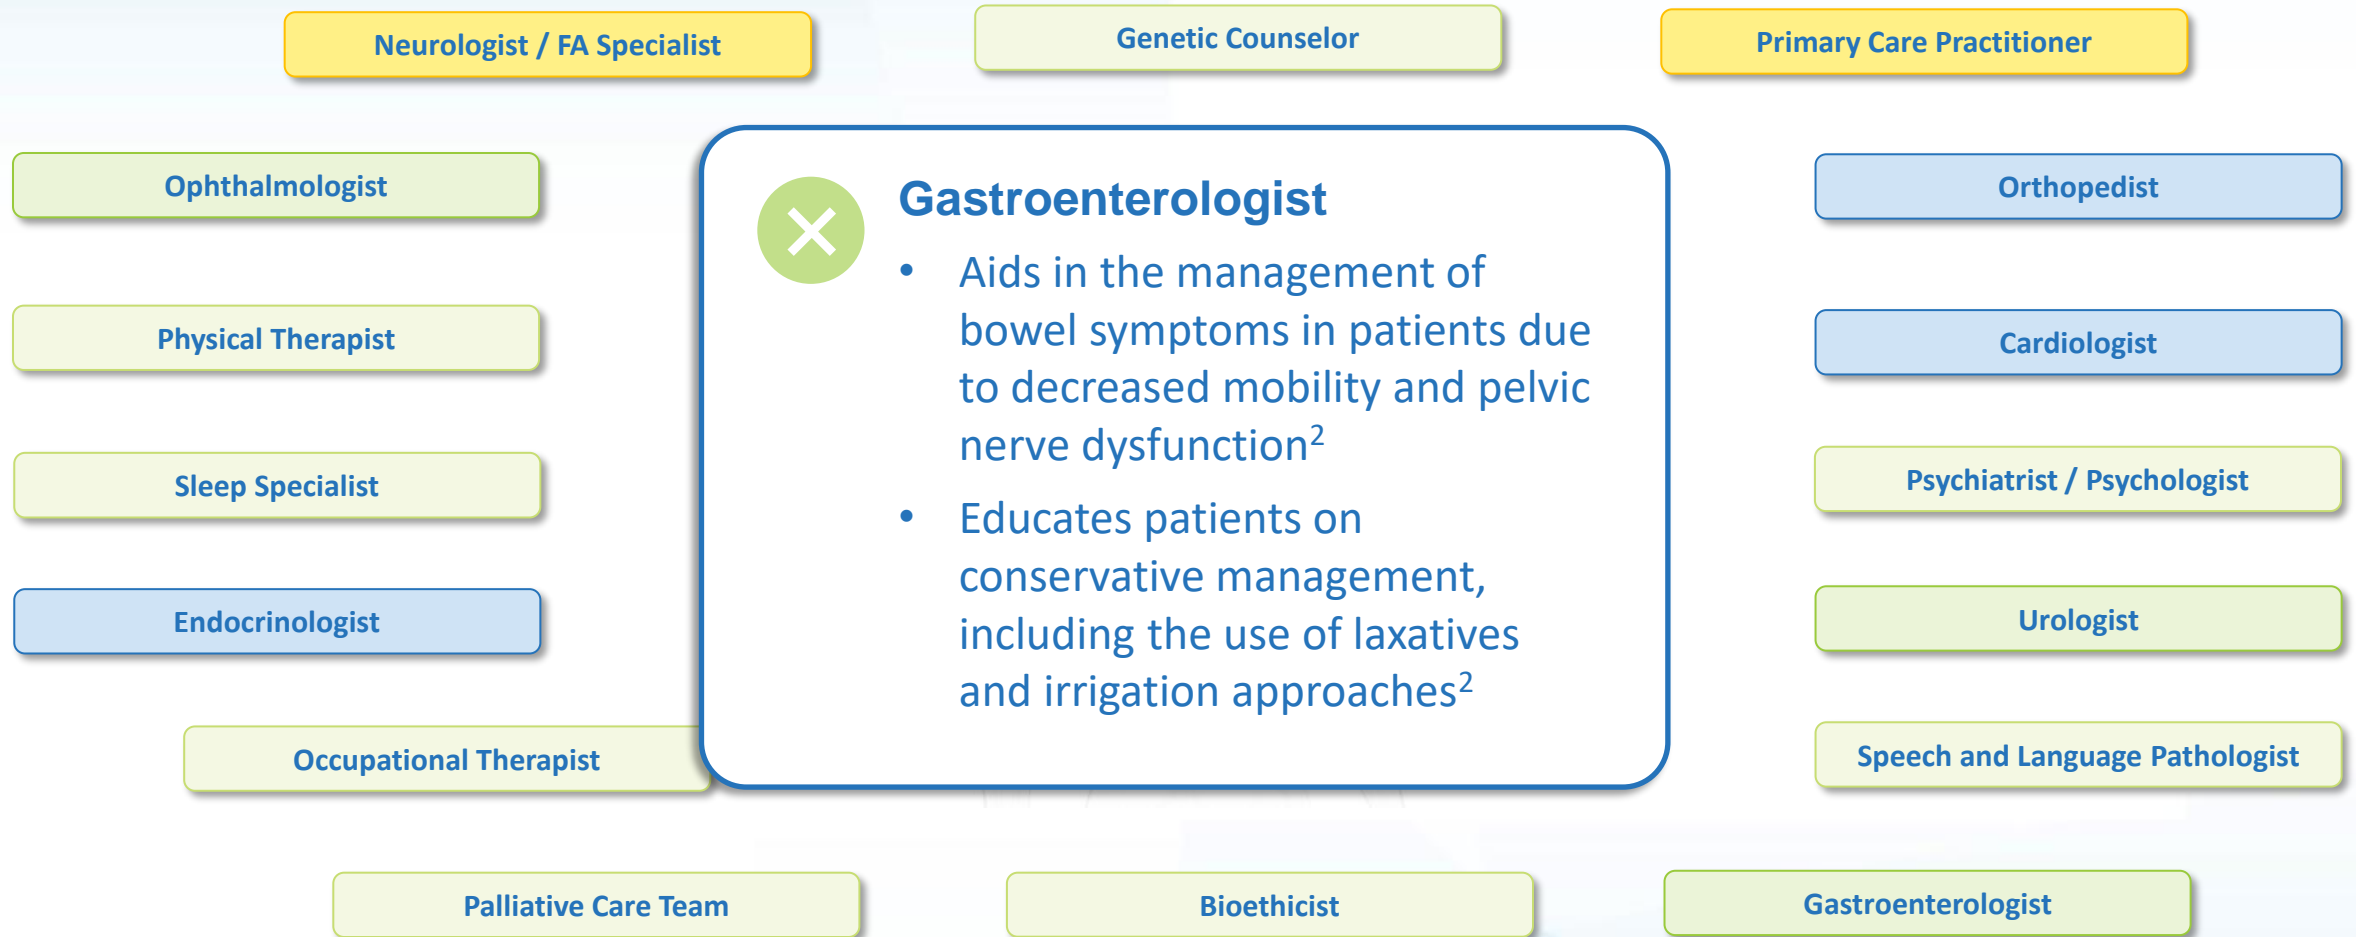 Neurologist / FA Specialist
Genetic Counselor
Primary Care Practitioner
Ophthalmologist
Physical Therapist
Sleep Specialist
Endocrinologist
Occupational Therapist
Gastroenterologist
• Aids in the management of
bowel symptoms in patients due
to decreased mobility and pelvic
nerve dysfunction²
• Educates patients on
conservative management,
including the use of laxatives
and irrigation approaches²
Orthopedist
Cardiologist
Psychiatrist / Psychologist
Urologist
Speech and Language Pathologist
Palliative Care Team
Bioethicist
Gastroenterologist